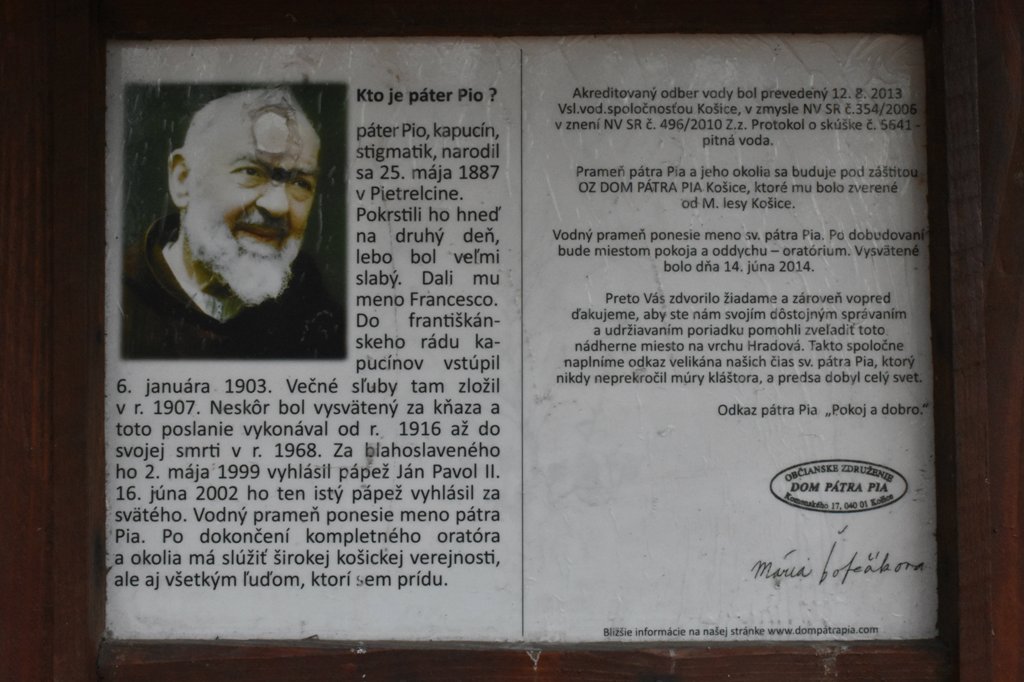 Kto je páter Pio ?
páter Pio, kapucín,
stigmatik, narodil
sa 25. mája 1887
v Pietrelcine.
Pokrstili ho hneď
na druhý deň,
lebo bol veľmi
slabý. Dali mu
meno Francesco.
Do františkán-
skeho rádu ka-
pucínov vstúpil
6. januára 1903. Večné sľuby tam zložil
v r. 1907. Neskôr bol vysvätený za kňaza a
toto poslanie vykonával od r. 1916 až do
svojej smrti v r. 1968. Za blahoslaveného
ho 2. mája 1999 vyhlásil pápež Ján Pavol II.
16. júna 2002 ho ten istý pápež vyhlásil za
svätého. Vodný prameň ponesie meno pátra
Pia. Po dokončení kompletného oratóra
a okolia má slúžiť širokej košickej verejnosti,
ale aj všetkým ľuďom, ktorí sem prídu.
Akreditovaný odber vody bol prevedený 12. 8. 2013
Vsl.vod.spoločnosťou Košice, v zmysle NV SR č.354/2006
v znení NV SR č. 496/2010 Z.z. Protokol o skúške č. 5641 -
pitná voda.
Prameň pátra Pia a jeho okolia sa buduje pod záštitou
OZ DOM PÁTRA PIA Košice, ktoré mu bolo zverené
od M. lesy Košice.
Vodný prameň ponesie meno sv. pátra Pia. Po dobudovaní
bude miestom pokoja a oddychu – oratórium. Vysvätené
bolo dňa 14. júna 2014.
Preto Vás zdvorilo žiadame a zároveň vopred
ďakujeme, aby ste nám svojím dôstojným správaním
a udržiavaním poriadku pomohli zveľadiť toto
nádherne miesto na vrchu Hradová. Takto spoločne
naplníme odkaz velikána našich čias sv. pátra Pia, ktorý
nikdy neprekročil múry kláštora, a predsa dobyl celý svet.
Odkaz pátra Pia „Pokoj a dobro.“
OBČIANSKE ZDRUŽENIE
DOM PÁTRA PIA
Komenského 17, 040 01 Košice
Mária
Bližšie informácie na našej stránke www.dompatrapia.com